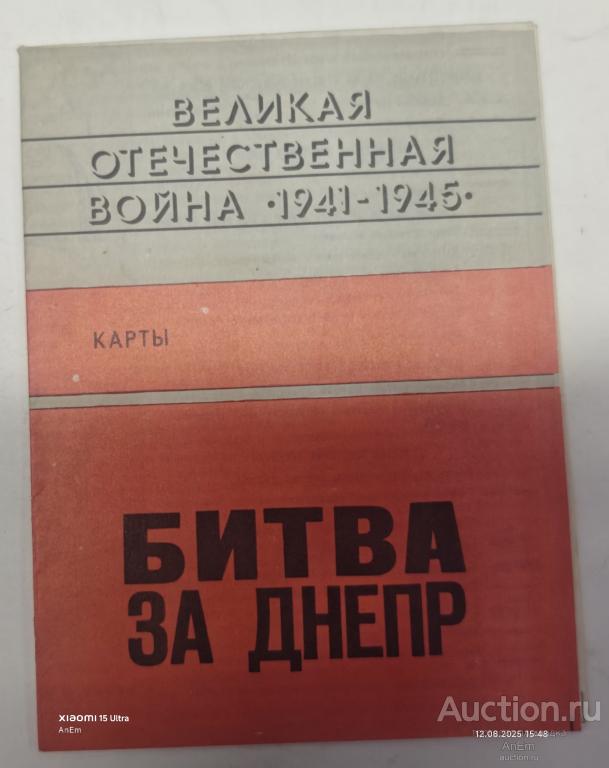 ВЕЛИКАЯ
ОТЕЧЕСТВЕННАЯ
ВОЙНА •1941-1945•
КАРТЫ
БИТВА
ЗА ДНЕПР
Auction.ru
XIAOMI 15 Ultra
AnEm
12.08.2025 15:48
AnEm
auction.ru